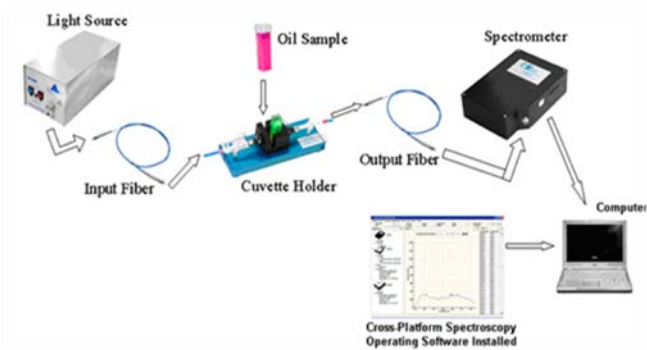 Light Source
Oil Sample
Spectrometer
Input Fiber
Cuvette Holder
Output Fiber
Computer
Cross-Platform Spectroscopy
Operating Software Installed